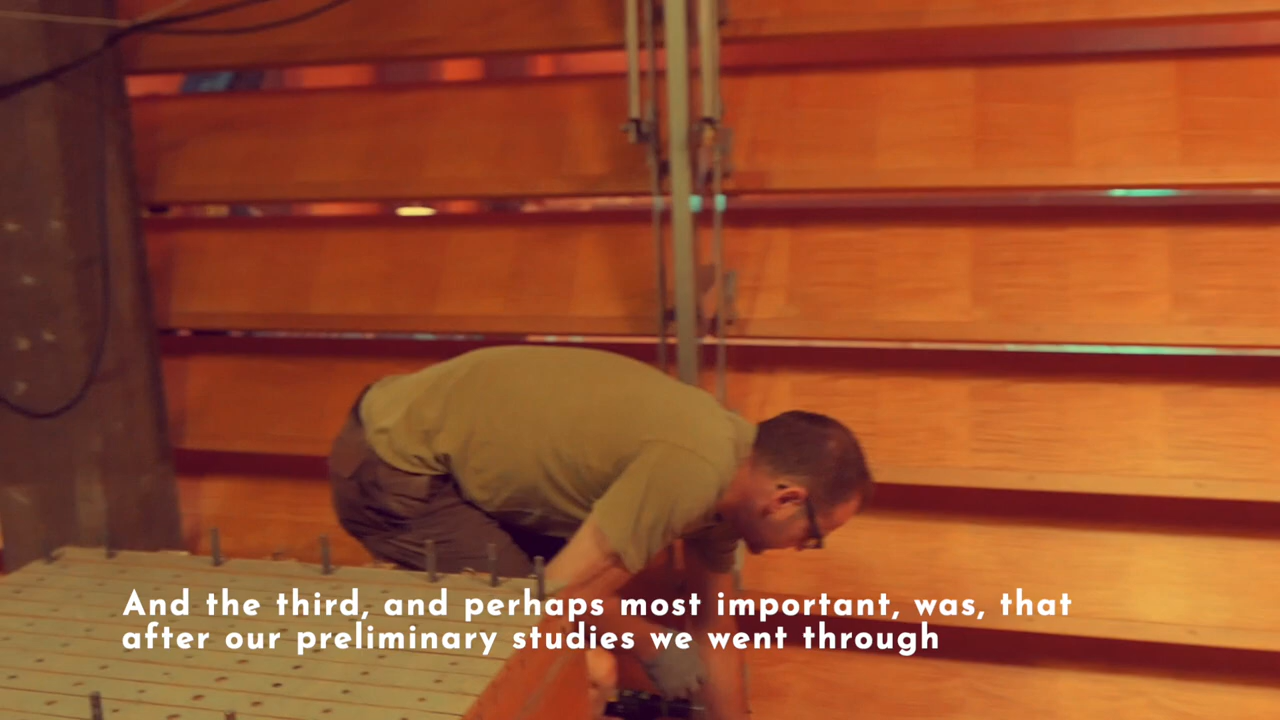 And the third, and perhaps most important, was, that
after our preliminary studies we went through